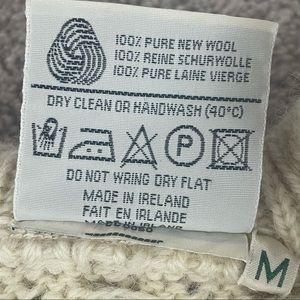 100% PURE NEW WOOL
100% REINE SCHURWOLLE
100% PURE LAINE VIERGE
DRY CLEAN OR HANDWASH (40°C)
P
DO NOT WRING DRY FLAT
MADE IN IRELAND
FAIT EN IRLANDE
M